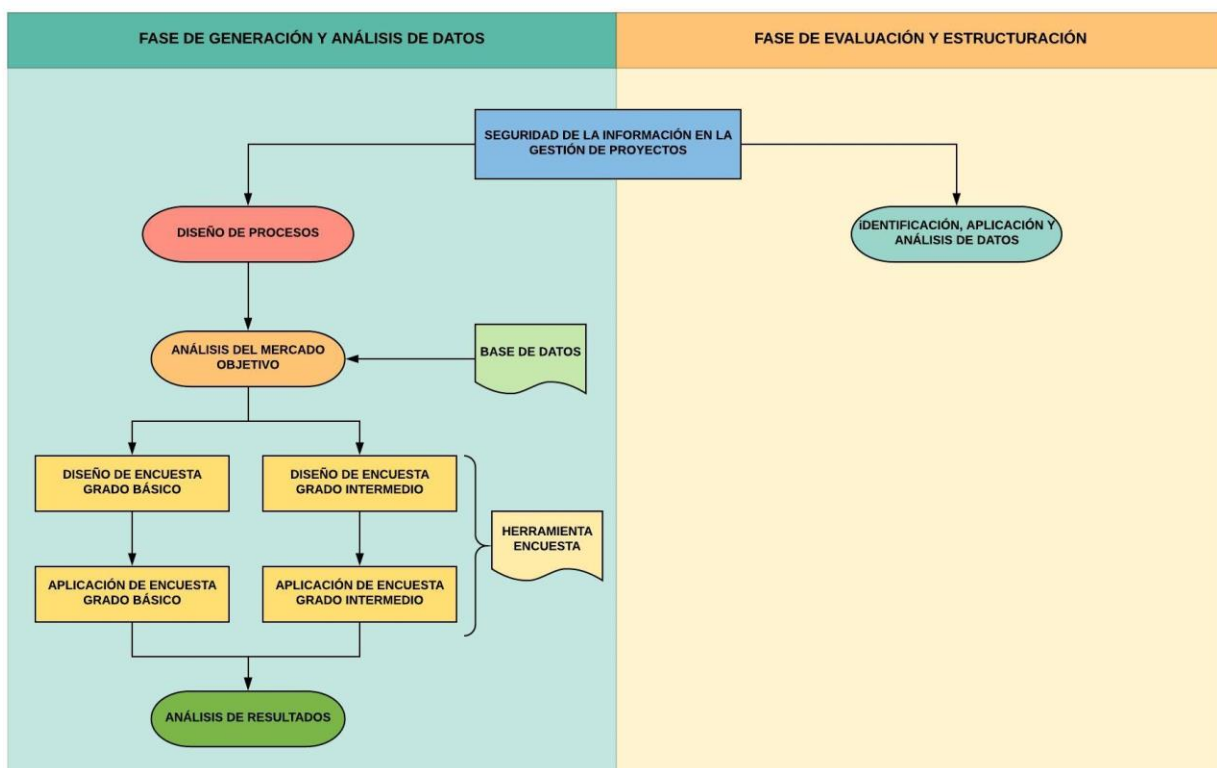 FASE DE GENERACIÓN Y ANÁLISIS DE DATOS
FASE DE EVALUACIÓN Y ESTRUCTURACIÓN
SEGURIDAD DE LA INFORMACIÓN EN LA
GESTIÓN DE PROYECTOS
DISEÑO DE PROCESOS
iDENTIFICACIÓN, APLICACIÓN Y
ANÁLISIS DE DATOS
ANÁLISIS DEL MERCADO
OBJETIVO
BASE DE DATOS
DISEÑO DE ENCUESTA
GRADO BÁSICO
DISEÑO DE ENCUESTA
GRADO INTERMEDIO
HERRAMIENTA
ENCUESTA
APLICACIÓN DE ENCUESTA
GRADO BÁSICO
APLICACIÓN DE ENCUESTA
GRADO INTERMEDIO
ANÁLISIS DE RESULTADOS